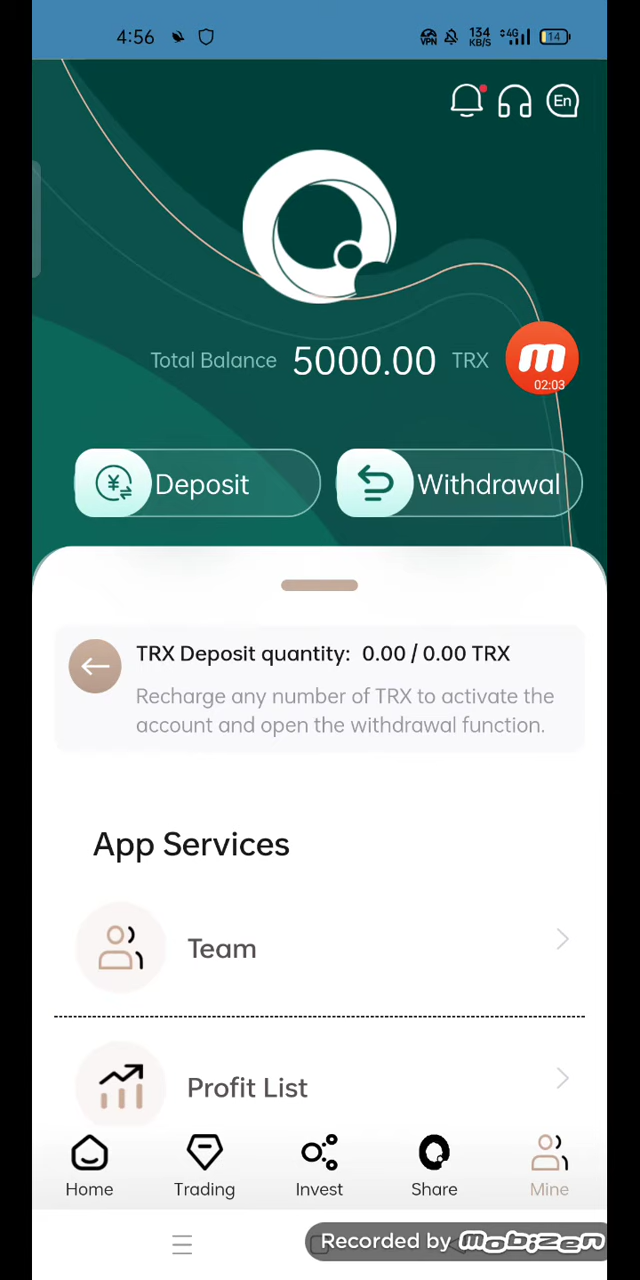 4:56
VPN
134
KB/S
4G
14
En
Total Balance 5000.00 TRX
m
02:03
Deposit
Withdrawal
TRX Deposit quantity: 0.00 / 0.00 TRX
Recharge any number of TRX to activate the
account and open the withdrawal function.
App Services
Team
Profit List
Home Trading Invest Share Mine
Recorded by mobizen